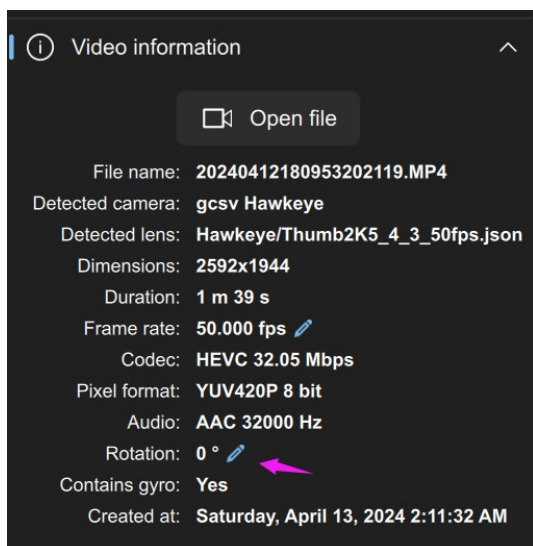 Video information
Open file
File name: 20240412180953202119.MP4
Detected camera: gcsv Hawkeye
Detected lens: Hawkeye/Thumb2K5_4_3_50fps.json
Dimensions: 2592x1944
Duration: 1 m 39 s
Frame rate: 50.000 fps
Codec: HEVC 32.05 Mbps
Pixel format: YUV420P 8 bit
Audio: AAC 32000 Hz
Rotation: 0 °
Contains gyro: Yes
Created at: Saturday, April 13, 2024 2:11:32 AM